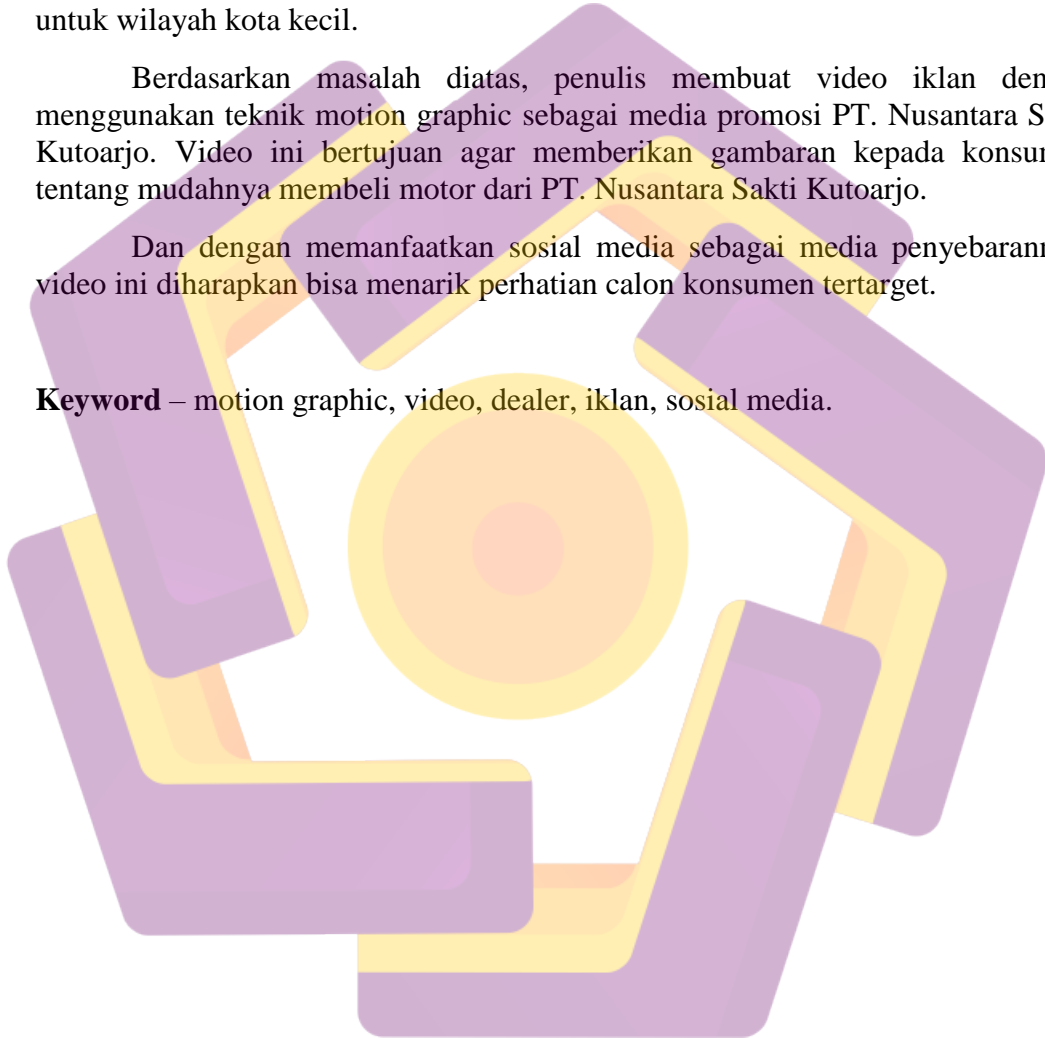 untuk wilayah kota kecil.
Berdasarkan masalah diatas, penulis membuat video iklan den
menggunakan teknik motion graphic sebagai media promosi PT. Nusantara S
Kutoarjo. Video ini bertujuan agar memberikan gambaran kepada konsu
tentang mudahnya membeli motor dari PT. Nusantara Sakti Kutoarjo.
Dan dengan memanfaatkan sosial media sebagai media penyebarann
video ini diharapkan bisa menarik perhatian calon konsumen tertarget.
Keyword – motion graphic, video, dealer, iklan, sosial media.